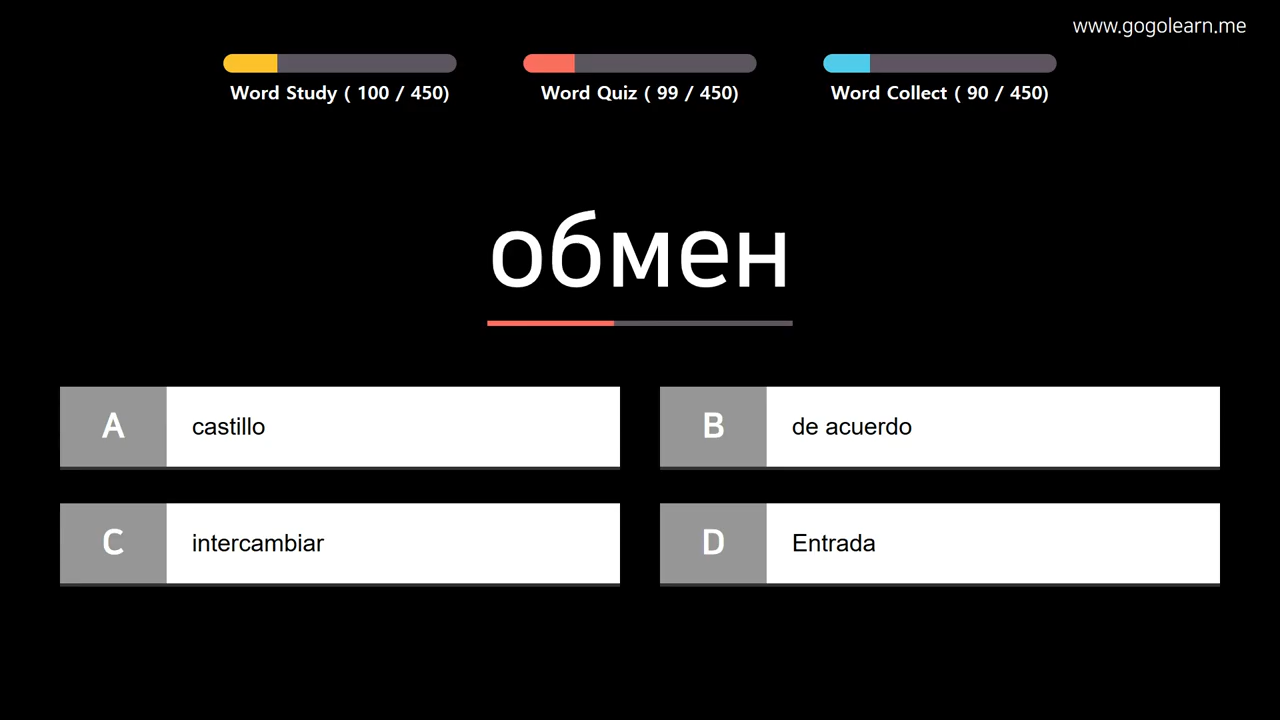 www.gogolearn.me
Word Study ( 100 / 450)
Word Quiz ( 99 / 450)
Word Collect ( 90 / 450)
обмен
A castillo
B de acuerdo
C intercambiar
D Entrada